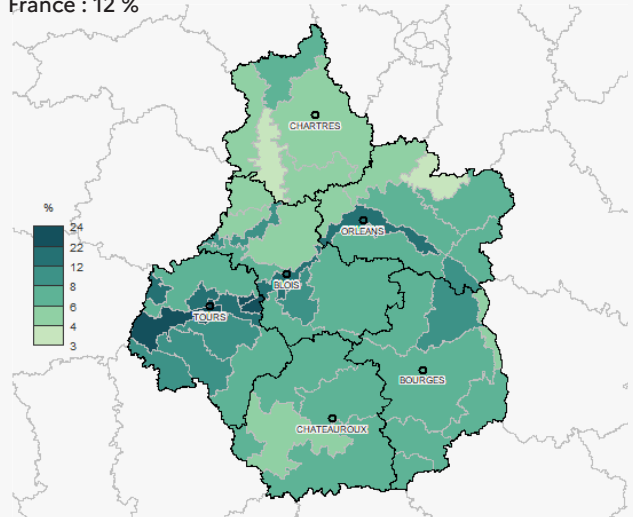 France : 12 %
CHARTRES
%
24
22
12
8
6
4
3
ORLEANS
BLOIS
TOURS
BOURGES
CHATEAUROUX